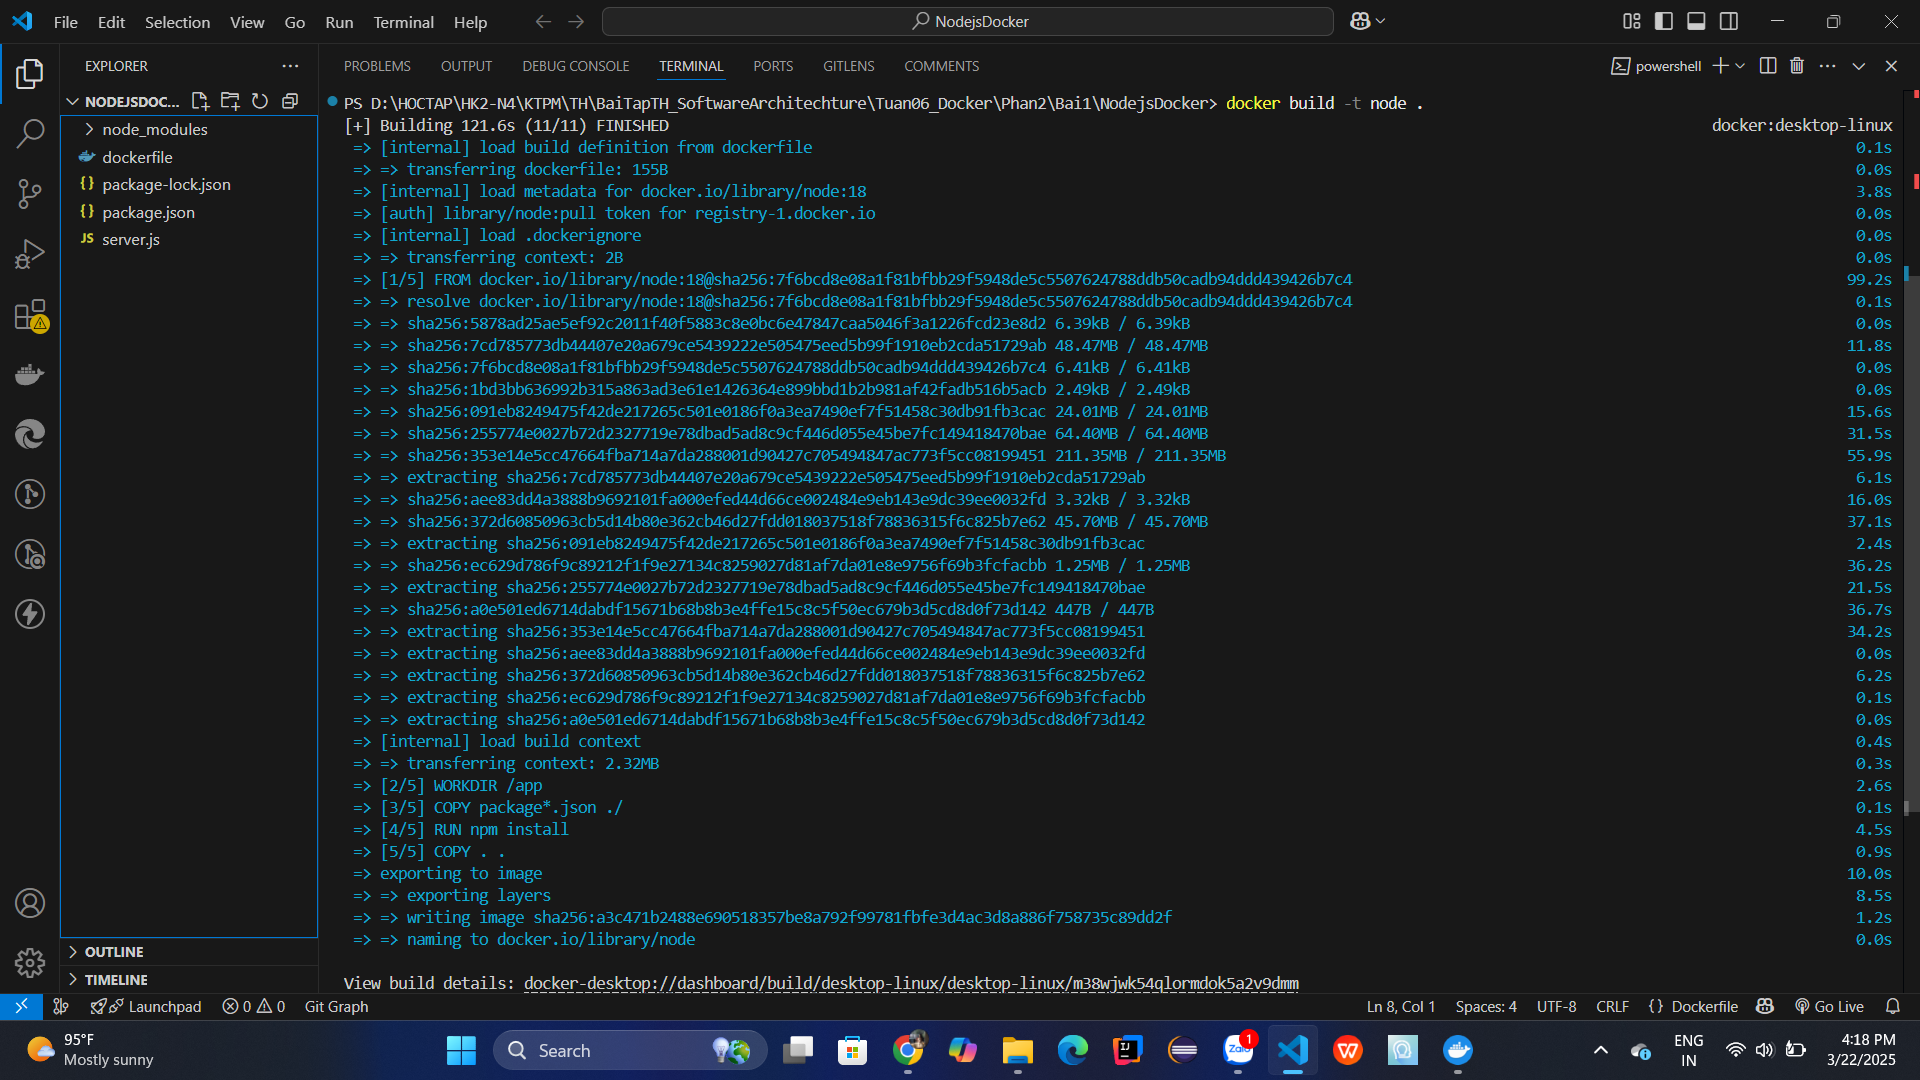 File Edit Selection View Go Run Terminal Help
NodejsDocker
EXPLORER
PROBLEMS OUTPUT DEBUG CONSOLE TERMINAL PORTS GITLENS COMMENTS
powershell
NODEJSDOC...
node_modules
dockerfile
{} package-lock.json
{} package.json
JS server.js
OUTLINE
TIMELINE
PS D:\HOCTAP\HK2-N4\KTPM\TH\BaiTapTH_SoftwareArchitechture\Tuan06_Docker\Phan2\Bai1\NodejsDocker> docker build -t node .
[+] Building 121.6s (11/11) FINISHED docker:desktop-linux
=> [internal] load build definition from dockerfile 0.1s
=> => transferring dockerfile: 155B 0.0s
=> [internal] load metadata for docker.io/library/node:18 3.8s
=> [auth] library/node:pull token for registry-1.docker.io 0.0s
=> [internal] load .dockerignore 0.0s
=> => transferring context: 2B 0.0s
=> [1/5] FROM docker.io/library/node:18@sha256:7f6bcd8e08a1f81bfbb29f5948de5c5507624788ddb50cadb94ddd439426b7c4 99.2s
=> => resolve docker.io/library/node:18@sha256:7f6bcd8e08a1f81bfbb29f5948de5c5507624788ddb50cadb94ddd439426b7c4 0.1s
=> => sha256:5878ad25ae5ef92c2011f40f5883c8e0bc6e47847caa5046f3a1226fcd23e8d2 6.39kB / 6.39kB 0.0s
=> => sha256:7cd785773db44407e20a679ce5439222e505475eed5b99f1910eb2cda51729ab 48.47MB / 48.47MB 11.8s
=> => sha256:7f6bcd8e08a1f81bfbb29f5948de5c5507624788ddb50cadb94ddd439426b7c4 6.41kB / 6.41kB 0.0s
=> => sha256:1bd3bb636992b315a863ad3e61e1426364e899bbd1b2b981af42fadb516b5acb 2.49kB / 2.49kB 0.0s
=> => sha256:091eb8249475f42de217265c501e0186f0a3ea7490ef7f51458c30db91fb3cac 24.01MB / 24.01MB 15.6s
=> => sha256:255774e0027b72d2327719e78dbad5ad8c9cf446d055e45be7fc149418470bae 64.40MB / 64.40MB 31.5s
=> => sha256:353e14e5cc47664fba714a7da288001d90427c705494847ac773f5cc08199451 211.35MB / 211.35MB 55.9s
=> => extracting sha256:7cd785773db44407e20a679ce5439222e505475eed5b99f1910eb2cda51729ab 6.1s
=> => sha256:aee83dd4a3888b9692101fa000efed44d66ce002484e9eb143e9dc39ee0032fd 3.32kB / 3.32kB 16.0s
=> => sha256:372d60850963cb5d14b80e362cb46d27fdd018037518f78836315f6c825b7e62 45.70MB / 45.70MB 37.1s
=> => extracting sha256:091eb8249475f42de217265c501e0186f0a3ea7490ef7f51458c30db91fb3cac 2.4s
=> => sha256:ec629d786f9c89212f1f9e27134c8259027d81af7da01e8e9756f69b3fcfacbb 1.25MB / 1.25MB 36.2s
=> => extracting sha256:255774e0027b72d2327719e78dbad5ad8c9cf446d055e45be7fc149418470bae 21.5s
=> => sha256:a0e501ed6714dabdf15671b68b8b3e4ffe15c8c5f50ec679b3d5cd8d0f73d142 447B / 447B 36.7s
=> => extracting sha256:353e14e5cc47664fba714a7da288001d90427c705494847ac773f5cc08199451 34.2s
=> => extracting sha256:aee83dd4a3888b9692101fa000efed44d66ce002484e9eb143e9dc39ee0032fd 0.0s
=> => extracting sha256:372d60850963cb5d14b80e362cb46d27fdd018037518f78836315f6c825b7e62 6.2s
=> => extracting sha256:ec629d786f9c89212f1f9e27134c8259027d81af7da01e8e9756f69b3fcfacbb 0.1s
=> => extracting sha256:a0e501ed6714dabdf15671b68b8b3e4ffe15c8c5f50ec679b3d5cd8d0f73d142 0.0s
=> [internal] load build context 0.4s
=> => transferring context: 2.32MB 0.3s
=> [2/5] WORKDIR /app 2.6s
=> [3/5] COPY package*.json ./ 0.1s
=> [4/5] RUN npm install 4.5s
=> [5/5] COPY . . 0.9s
=> exporting to image 10.0s
=> => exporting layers 8.5s
=> => writing image sha256:a3c471b2488e690518357be8a792f99781fbfe3d4ac3d8a886f758735c89dd2f 1.2s
=> => naming to docker.io/library/node 0.0s
View build details: docker-desktop://dashboard/build/desktop-linux/desktop-linux/m38wjwk54qlormdok5a2v9dmm
Launchpad 0 0 Git Graph Ln 8, Col 1 Spaces: 4 UTF-8 CRLF {} Dockerfile Go Live
95°F
Mostly sunny
Search
Zalo
1
ENG
IN
4:18 PM
3/22/2025